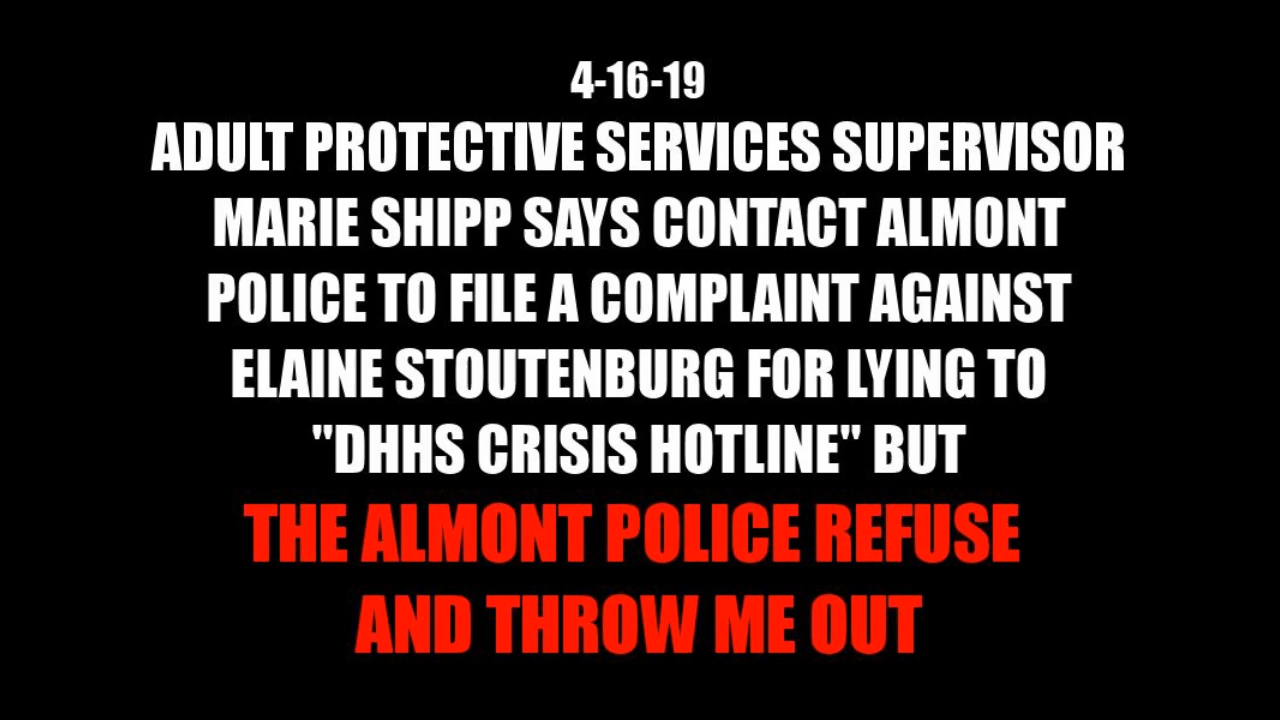 4-16-19
ADULT PROTECTIVE SERVICES SUPERVISOR
MARIE SHIPP SAYS CONTACT ALMONT
POLICE TO FILE A COMPLAINT AGAINST
ELAINE STOUTENBURG FOR LYING TO
"DHHS CRISIS HOTLINE" BUT
THE ALMONT POLICE REFUSE
AND THROW ME OUT